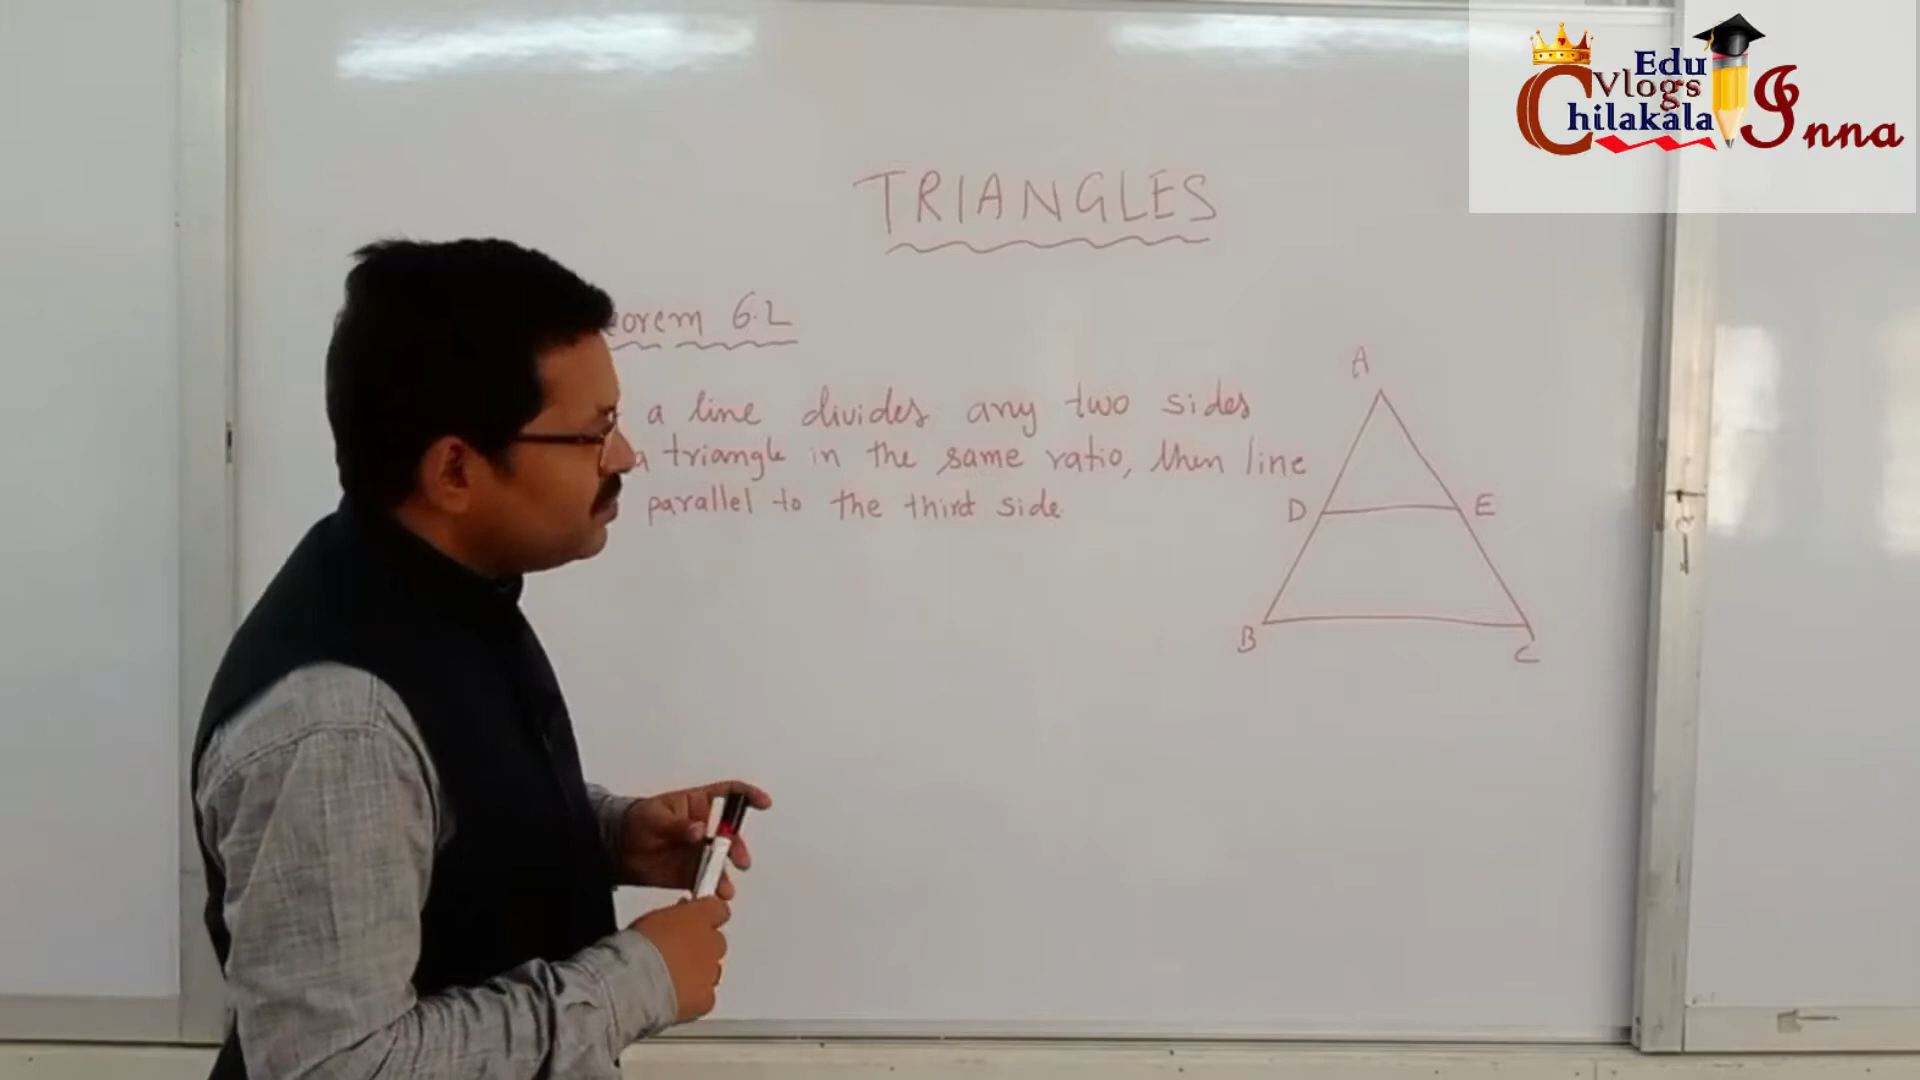 Edu
Vlogs
Chilakala Inna
TRIANGLES
eorem 6.2
a line divides any two sides
a triangle in the same ratio, then line
parallel to the third side
A
D
E
B
C